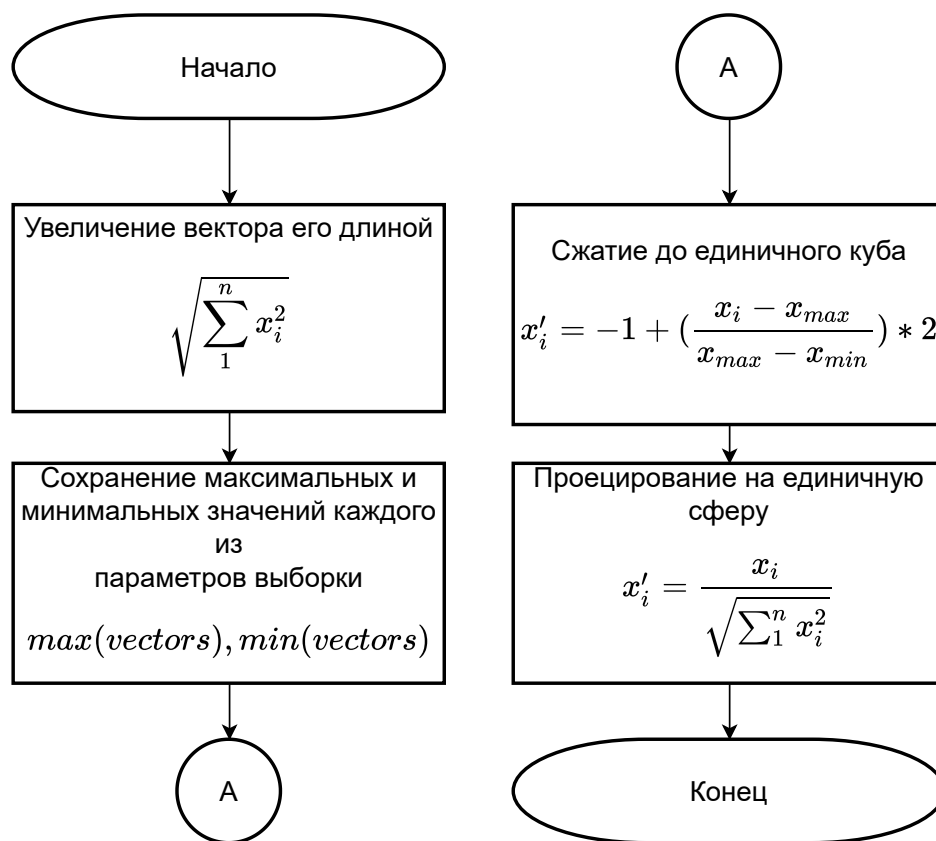 Начало
Увеличение вектора его длиной
\sqrt{\sum_{1}^{n} x_i^2}
Сохранение максимальных и
минимальных значений каждого
из
параметров выборки
max(vectors), min(vectors)
A
A
Сжатие до единичного куба
x_i' = -1 + (\frac{x_i - x_{max}}{x_{max} - x_{min}}) * 2
Проецирование на единичную
сферу
x_i' = \frac{x_i}{\sqrt{\sum_{1}^{n} x_i^2}}
Конец